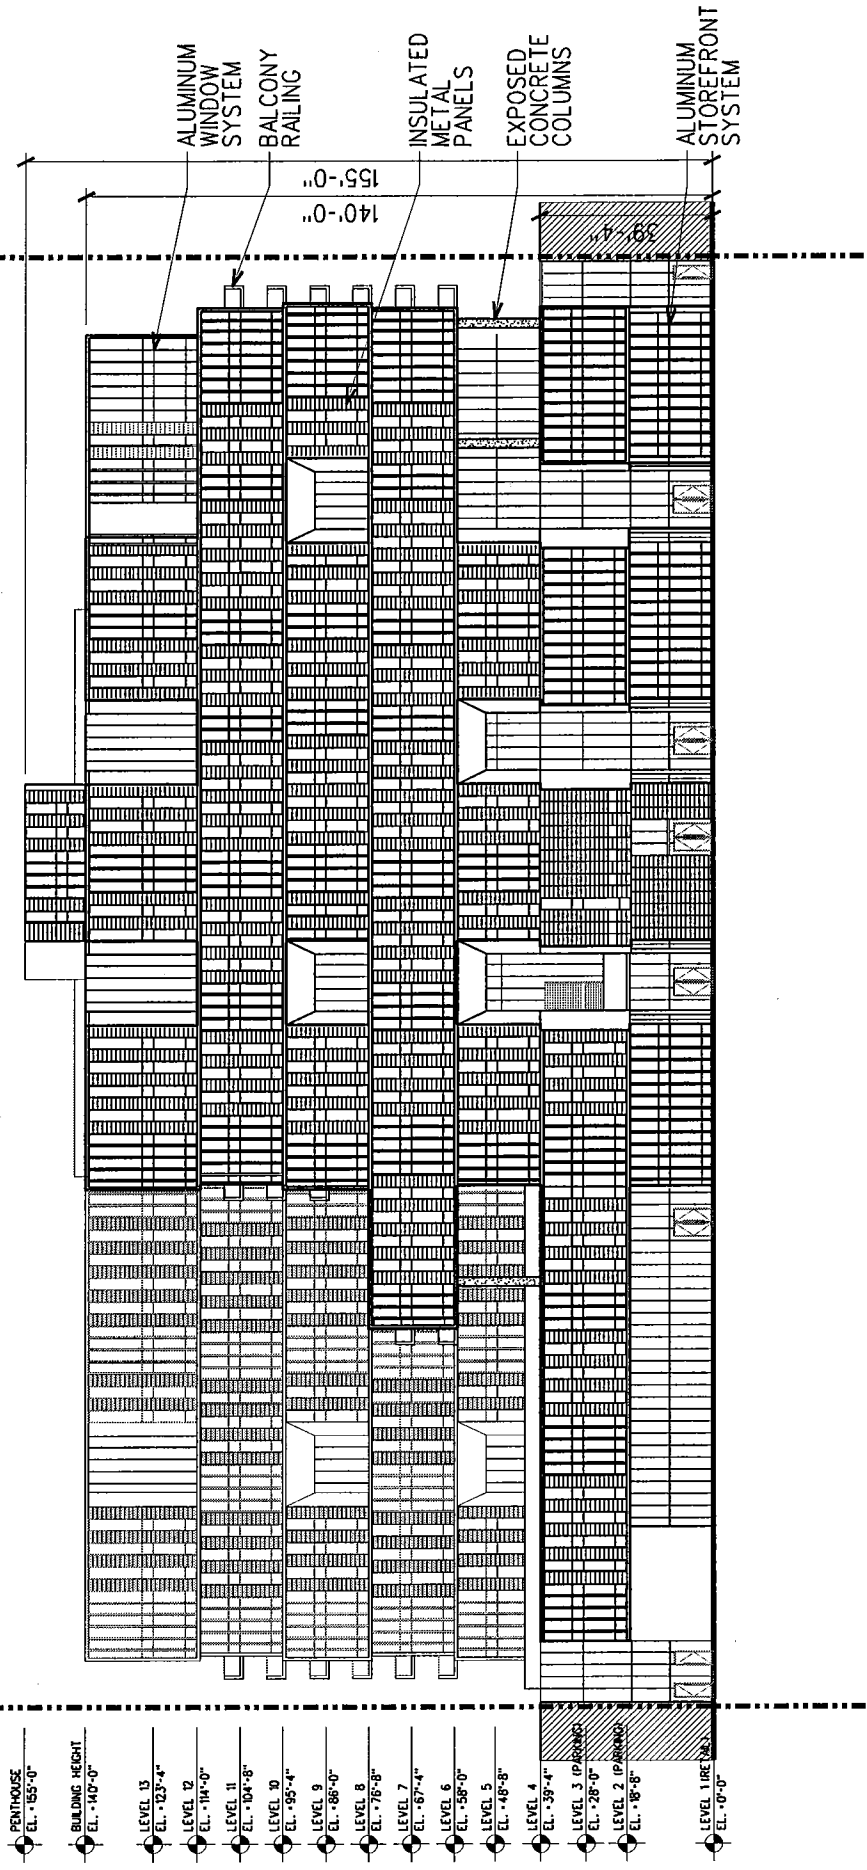 ALUMINUM
WINDOW
SYSTEM
BALCONY
RAILING
INSULATED
METAL
PANELS
EXPOSED
CONCRETE
COLUMNS
ALUMINUM
STOREFRONT
SYSTEM
155'-0"
140'-0"
39'-4"
PENTHOUSE
EL. +155'-0"
BUILDING HEIGHT
EL. +140'-0"
LEVEL 13
EL. +123'-4"
LEVEL 12
EL. +114'-0"
LEVEL 11
EL. +104'-8"
LEVEL 10
EL. +95'-4"
LEVEL 9
EL. +86'-0"
LEVEL 8
EL. +76'-8"
LEVEL 7
EL. +67'-4"
LEVEL 6
EL. +58'-0"
LEVEL 5
EL. +48'-8"
LEVEL 4
EL. +39'-4"
LEVEL 3 (PARKING)
EL. +28'-0"
LEVEL 2 (PARKING)
EL. +18'-8"
LEVEL 1 (RETAIL)
EL. +0'-0"